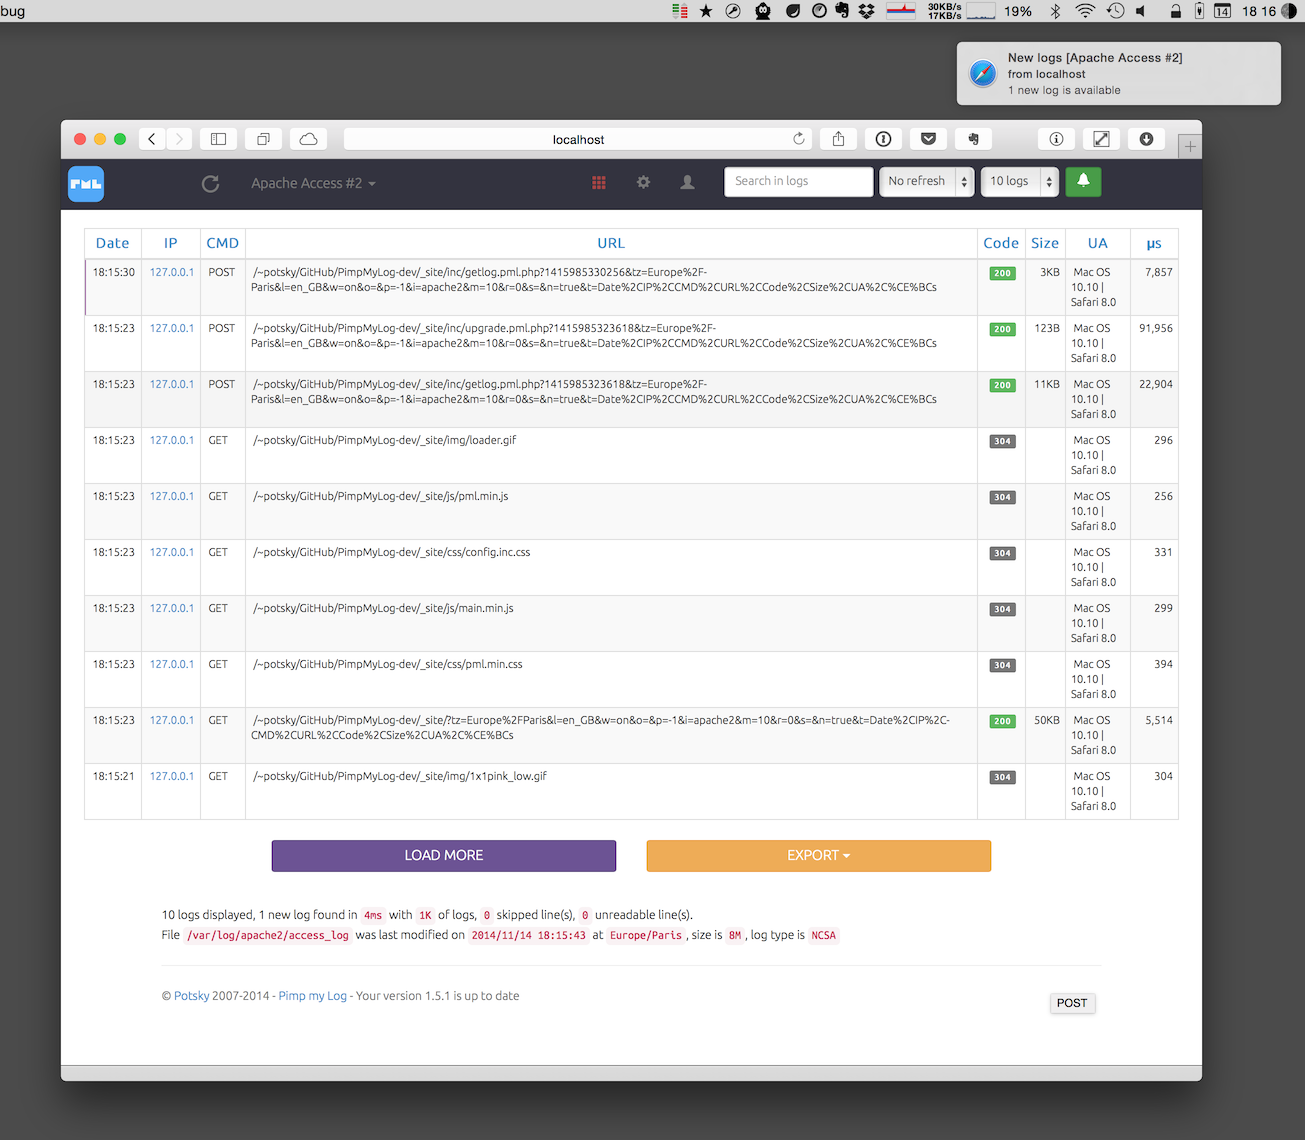 bug
30KB/s
17KB/s
19%
14
18 16
New logs [Apache Access #2]
from localhost
1 new log is available
localhost
PML
Apache Access #2
Search in logs
No refresh
10 logs
Date IP CMD URL Code Size UA µs
18:15:30 127.0.0.1 POST /~potsky/GitHub/PimpMyLog-dev/_site/inc/getlog.pml.php?1415985330256&tz=Europe%2F- 200 3KB Mac OS 7,857
Paris&l=en_GB&w=on&o=&p=-1&i=apache2&m=10&r=0&s=&n=true&t=Date%2CIP%2CCMD%2CURL%2CCode%2CSize%2CUA%2C%CE%BCs 10.10 |
Safari 8.0
18:15:23 127.0.0.1 POST /~potsky/GitHub/PimpMyLog-dev/_site/inc/upgrade.pml.php?1415985323618&tz=Europe%2F- 200 123B Mac OS 91,956
Paris&l=en_GB&w=on&o=&p=-1&i=apache2&m=10&r=0&s=&n=true&t=Date%2CIP%2CCMD%2CURL%2CCode%2CSize%2CUA%2C%CE%BCs 10.10 |
Safari 8.0
18:15:23 127.0.0.1 POST /~potsky/GitHub/PimpMyLog-dev/_site/inc/getlog.pml.php?1415985323618&tz=Europe%2F- 200 11KB Mac OS 22,904
Paris&l=en_GB&w=on&o=&p=-1&i=apache2&m=10&r=0&s=&n=true&t=Date%2CIP%2CCMD%2CURL%2CCode%2CSize%2CUA%2C%CE%BCs 10.10 |
Safari 8.0
18:15:23 127.0.0.1 GET /~potsky/GitHub/PimpMyLog-dev/_site/img/loader.gif 304 Mac OS 296
10.10 |
Safari 8.0
18:15:23 127.0.0.1 GET /~potsky/GitHub/PimpMyLog-dev/_site/js/pml.min.js 304 Mac OS 256
10.10 |
Safari 8.0
18:15:23 127.0.0.1 GET /~potsky/GitHub/PimpMyLog-dev/_site/css/config.inc.css 304 Mac OS 331
10.10 |
Safari 8.0
18:15:23 127.0.0.1 GET /~potsky/GitHub/PimpMyLog-dev/_site/js/main.min.js 304 Mac OS 299
10.10 |
Safari 8.0
18:15:23 127.0.0.1 GET /~potsky/GitHub/PimpMyLog-dev/_site/css/pml.min.css 304 Mac OS 394
10.10 |
Safari 8.0
18:15:23 127.0.0.1 GET /~potsky/GitHub/PimpMyLog-dev/_site/?tz=Europe%2FParis&l=en_GB&w=on&o=&p=-1&i=apache2&m=10&r=0&s=&n=true&t=Date%2CIP%2C- 200 50KB Mac OS 5,514
CMD%2CURL%2CCode%2CSize%2CUA%2C%CE%BCs 10.10 |
Safari 8.0
18:15:21 127.0.0.1 GET /~potsky/GitHub/PimpMyLog-dev/_site/img/1x1pink_low.gif 304 Mac OS 304
10.10 |
Safari 8.0
LOAD MORE EXPORT
10 logs displayed, 1 new log found in 4ms with 1K of logs, 0 skipped line(s), 0 unreadable line(s).
File /var/log/apache2/access_log was last modified on 2014/11/14 18:15:43 at Europe/Paris , size is 8M , log type is NCSA
© Potsky 2007-2014 - Pimp my Log - Your version 1.5.1 is up to date
POST